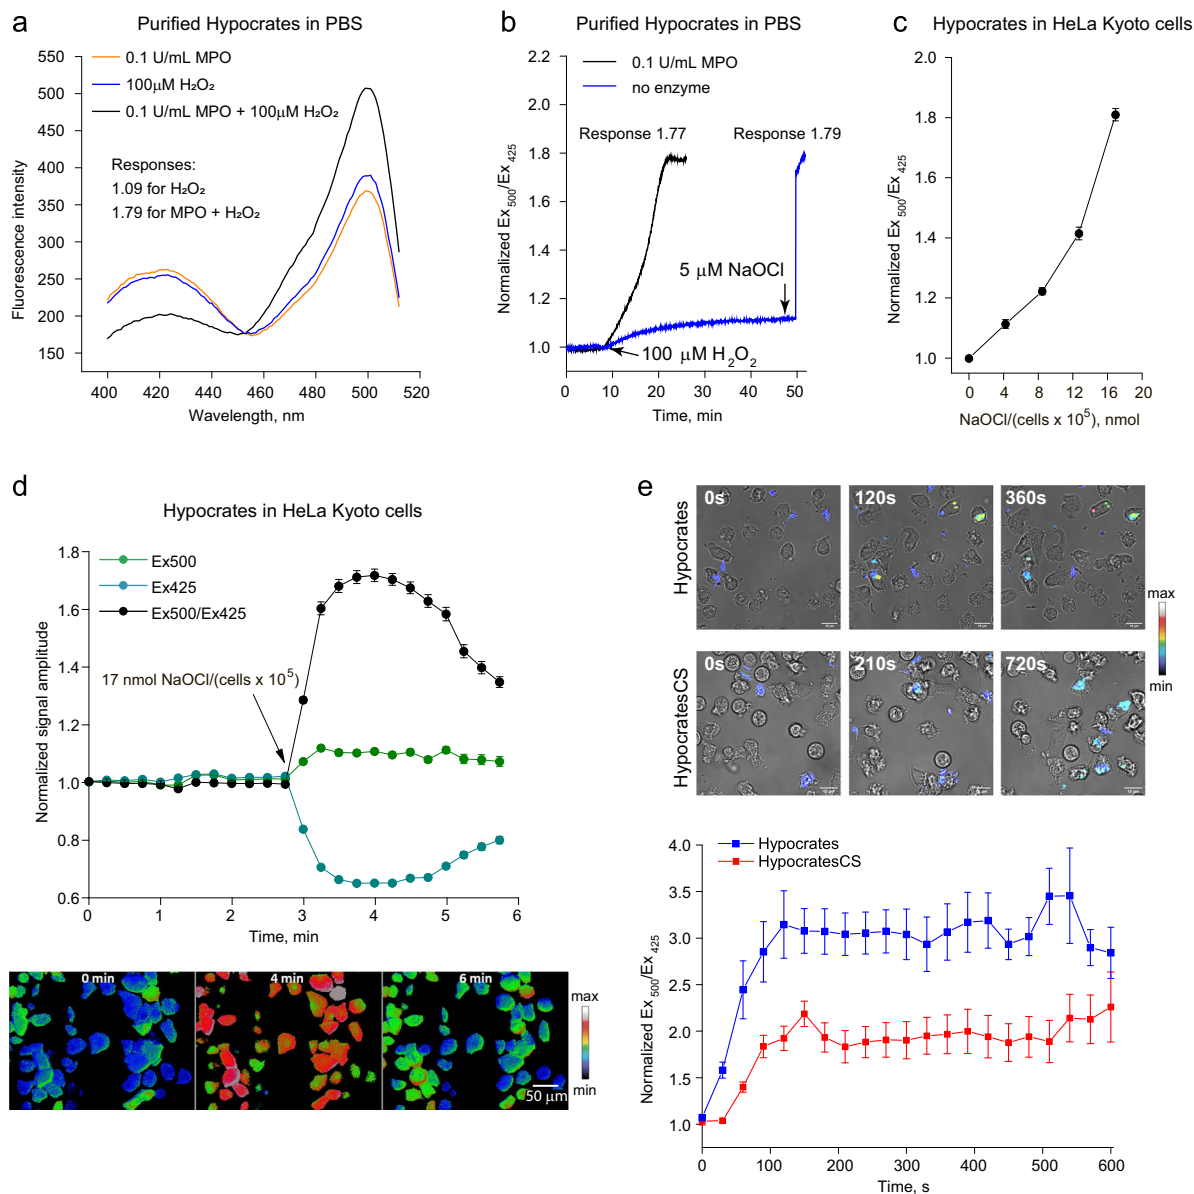 a
Purified Hypocrates in PBS
0.1 U/mL MPO
100μM H₂O₂
0.1 U/mL MPO + 100μM H₂O₂
Responses:
1.09 for H₂O₂
1.79 for MPO + H₂O₂
Fluorescence intensity
550
500
450
400
350
300
250
200
150
400 420 440 460 480 500 520
Wavelength, nm
b
Purified Hypocrates in PBS
0.1 U/mL MPO
no enzyme
Response 1.77
Response 1.79
5 μM NaOCl
100 μM H₂O₂
Normalized Ex500/Ex425
2.2
2.0
1.8
1.6
1.4
1.2
1.0
0 10 20 30 40 50
Time, min
c
Hypocrates in HeLa Kyoto cells
Normalized Ex500/Ex425
2.0
1.8
1.6
1.4
1.2
1.0
0 4 8 12 16 20
NaOCl/(cells x 10⁵), nmol
d
Hypocrates in HeLa Kyoto cells
Ex500
Ex425
Ex500/Ex425
17 nmol NaOCl/(cells x 10⁵)
Normalized signal amplitude
1.8
1.6
1.4
1.2
1.0
0.8
0.6
0 1 2 3 4 5 6
Time, min
0 min
4 min
6 min
50 μm
max
min
e
Hypocrates
0s
120s
360s
HypocratesCS
0s
210s
720s
max
min
Hypocrates
HypocratesCS
Normalized Ex500/Ex425
4.0
3.5
3.0
2.5
2.0
1.5
1.0
0 100 200 300 400 500 600
Time, s